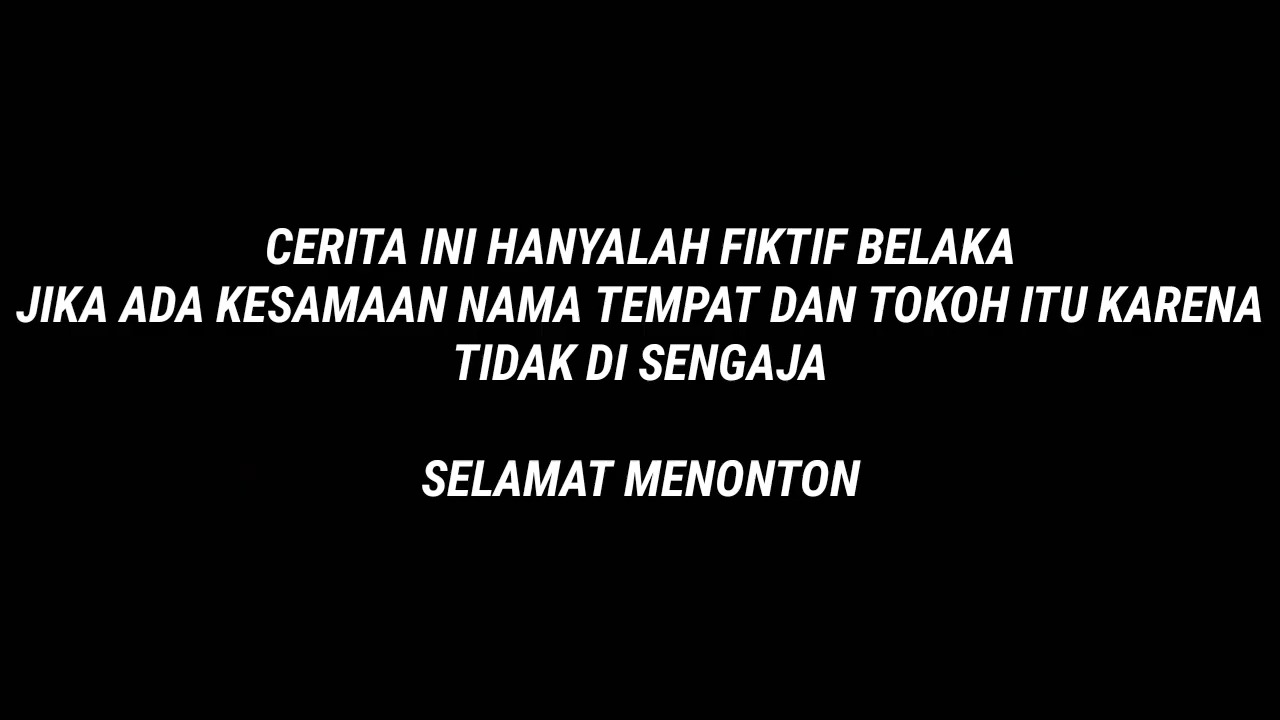 CERITA INI HANYALAH FIKTIF BELAKA
JIKA ADA KESAMAAN NAMA TEMPAT DAN TOKOH ITU KARENA
TIDAK DI SENGAJA
SELAMAT MENONTON